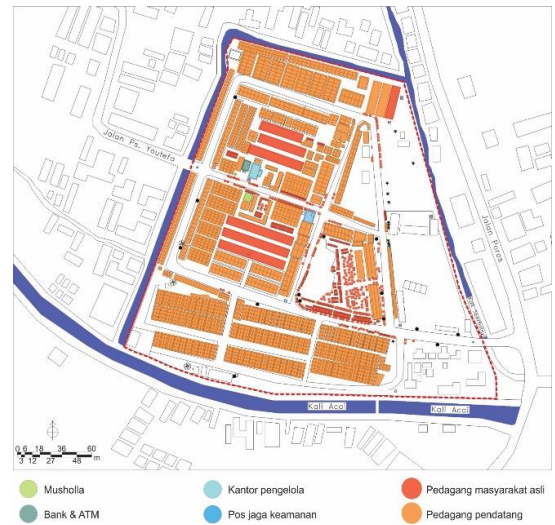 Jalan Pa. Youtefa
Jalan Poros
Kali Acai
Kali Acai
0 6 18 36 60
3 12 27 48 m
Musholla
Kantor pengelola
Pedagang masyarakat asli
Bank & ATM
Pos jaga keamanan
Pedagang pendatang